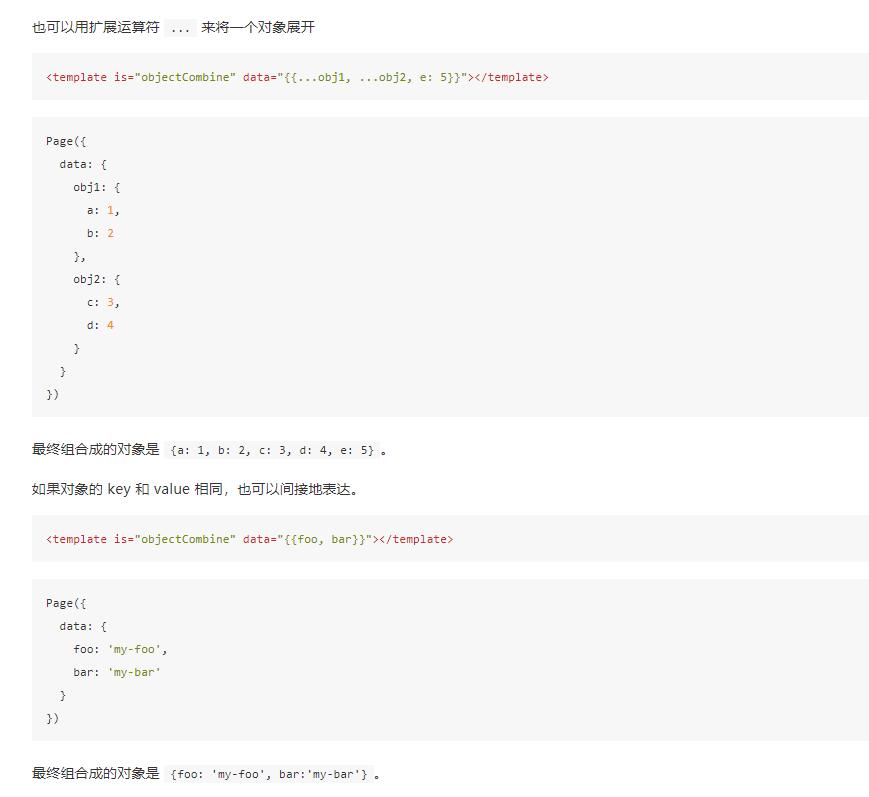 也可以用扩展运算符 ... 来将一个对象展开
<template is="objectCombine" data="{{...obj1, ...obj2, e: 5}}"></template>
Page({
  data: {
    obj1: {
      a: 1,
      b: 2
    },
    obj2: {
      c: 3,
      d: 4
    }
  }
})
最终组合成的对象是 {a: 1, b: 2, c: 3, d: 4, e: 5} 。
如果对象的 key 和 value 相同，也可以间接地表达。
<template is="objectCombine" data="{{foo, bar}}"></template>
Page({
  data: {
    foo: 'my-foo',
    bar: 'my-bar'
  }
})
最终组合成的对象是 {foo: 'my-foo', bar:'my-bar'} 。